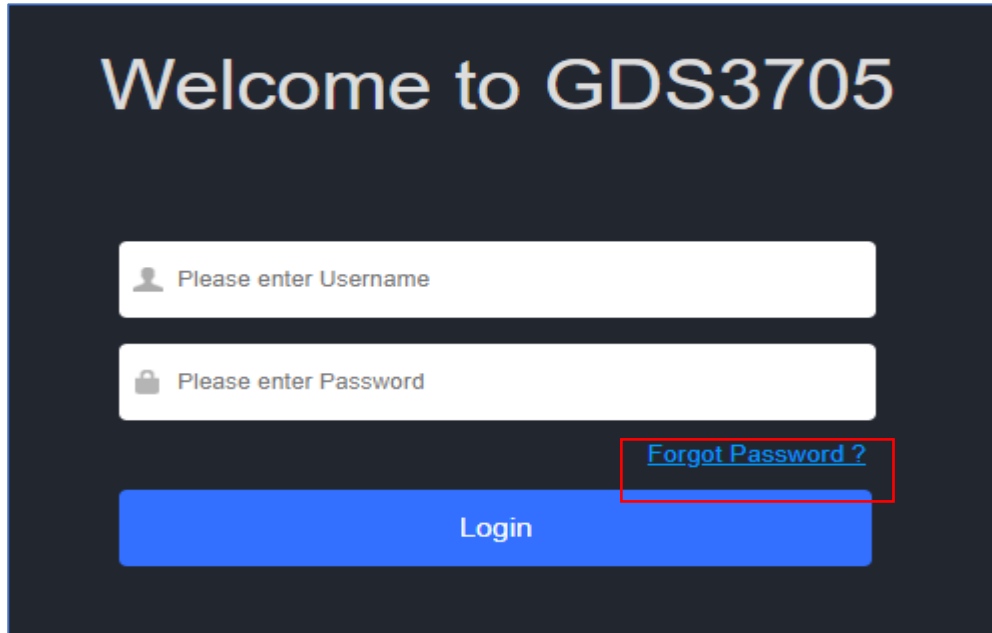 Welcome to GDS3705
Please enter Username
Please enter Password
Forgot Password ?
Login